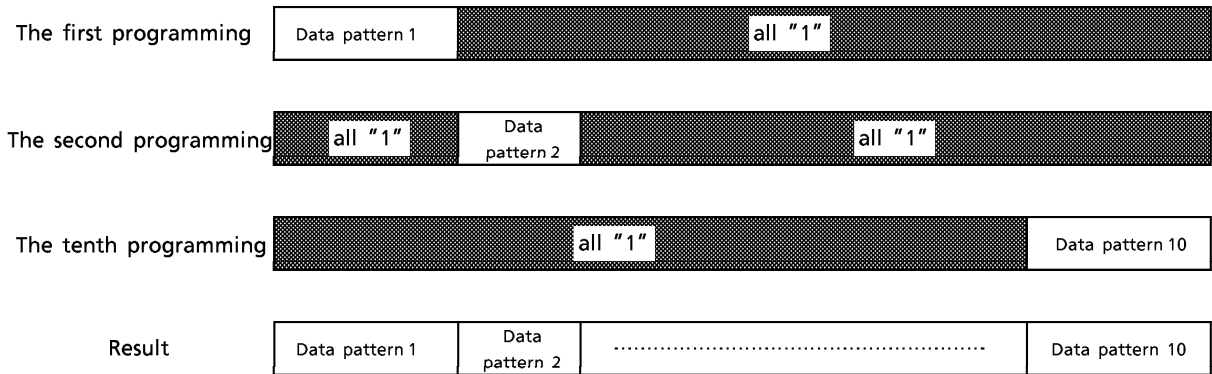 The first programming
Data pattern 1
all "1"
The second programming
all "1"
Data
pattern 2
all "1"
The tenth programming
all "1"
Data pattern 10
Result
Data pattern 1
Data
pattern 2
Data pattern 10